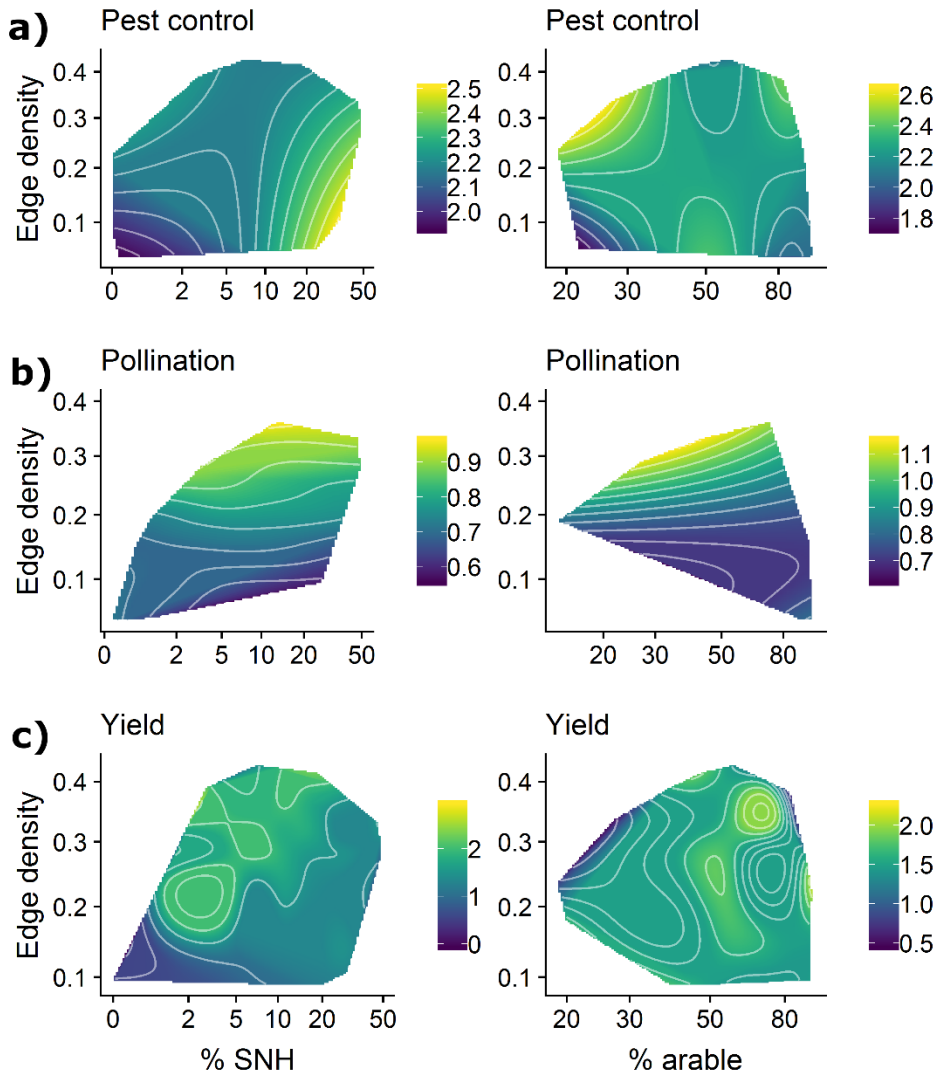 a)
Pest control
Pest control
Edge density
0.4
0.3
0.2
0.1
0 2 5 10 20 50
2.5
2.4
2.3
2.2
2.1
2.0
0.4
0.3
0.2
0.1
20 30 50 80
2.6
2.4
2.2
2.0
1.8
b)
Pollination
Pollination
Edge density
0.4
0.3
0.2
0.1
0 2 5 10 20 50
0.9
0.8
0.7
0.6
0.4
0.3
0.2
0.1
20 30 50 80
1.1
1.0
0.9
0.8
0.7
c)
Yield
Yield
Edge density
0.4
0.3
0.2
0.1
0 2 5 10 20 50
2
1
0
0.4
0.3
0.2
0.1
20 30 50 80
2.0
1.5
1.0
0.5
% SNH
% arable